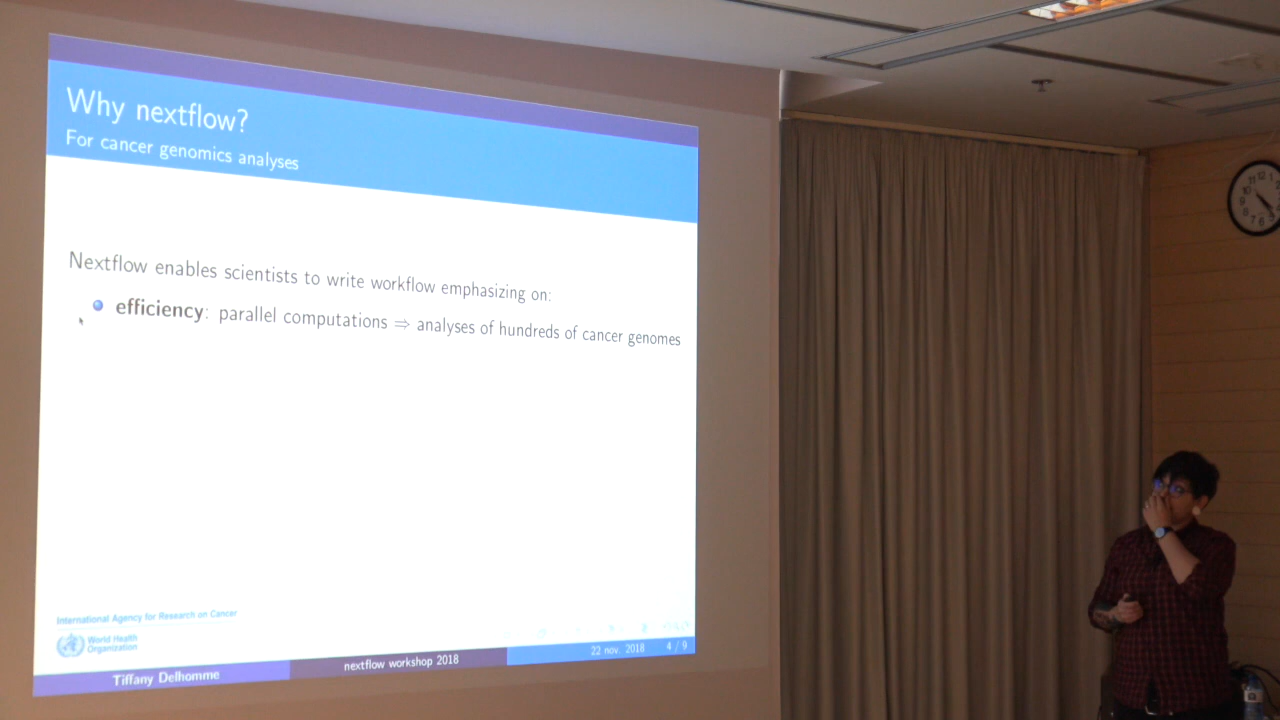 Why nextflow?
For cancer genomics analyses
Nextflow enables scientists to write workflow emphasizing on:
efficiency: parallel computations ⇒ analyses of hundreds of cancer genomes
International Agency for Research on Cancer
World Health
Organization
Tiffany Delhomme
nextflow workshop 2018
22 nov. 2018
4 / 9